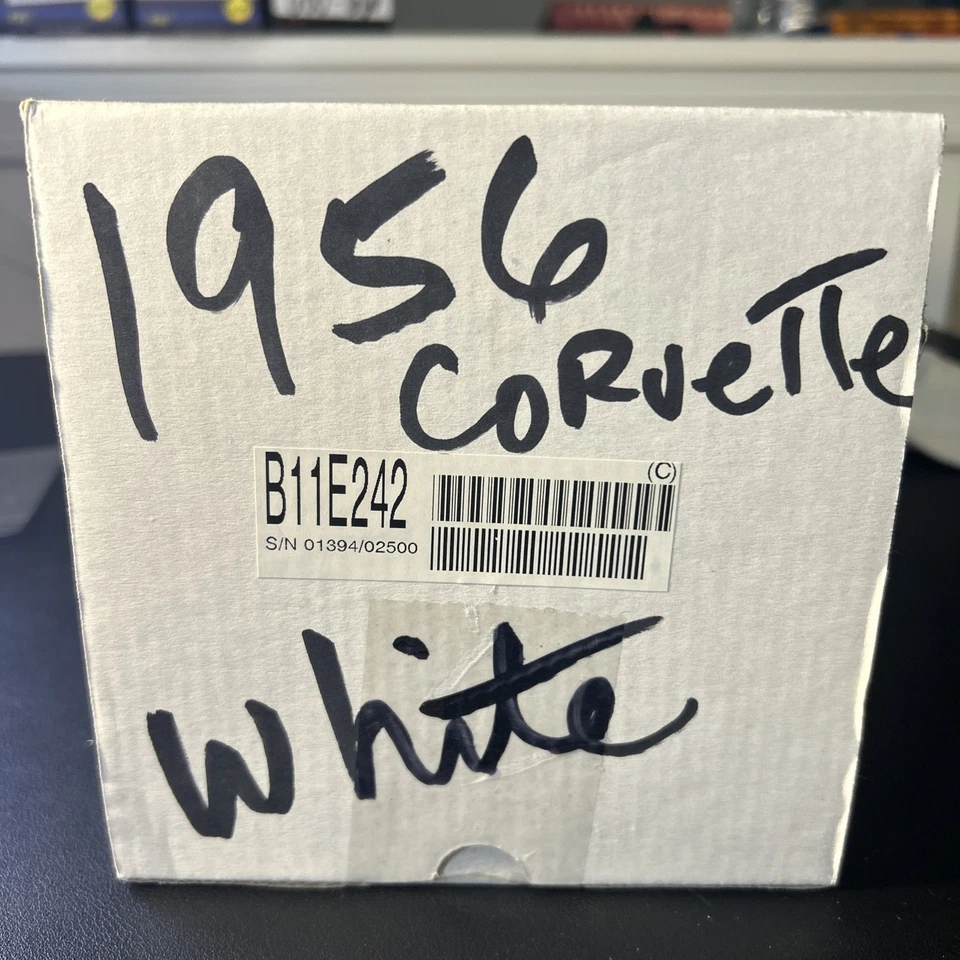 1956
CORVeTTe
B11E242
(C)
S/N 01394/02500
White